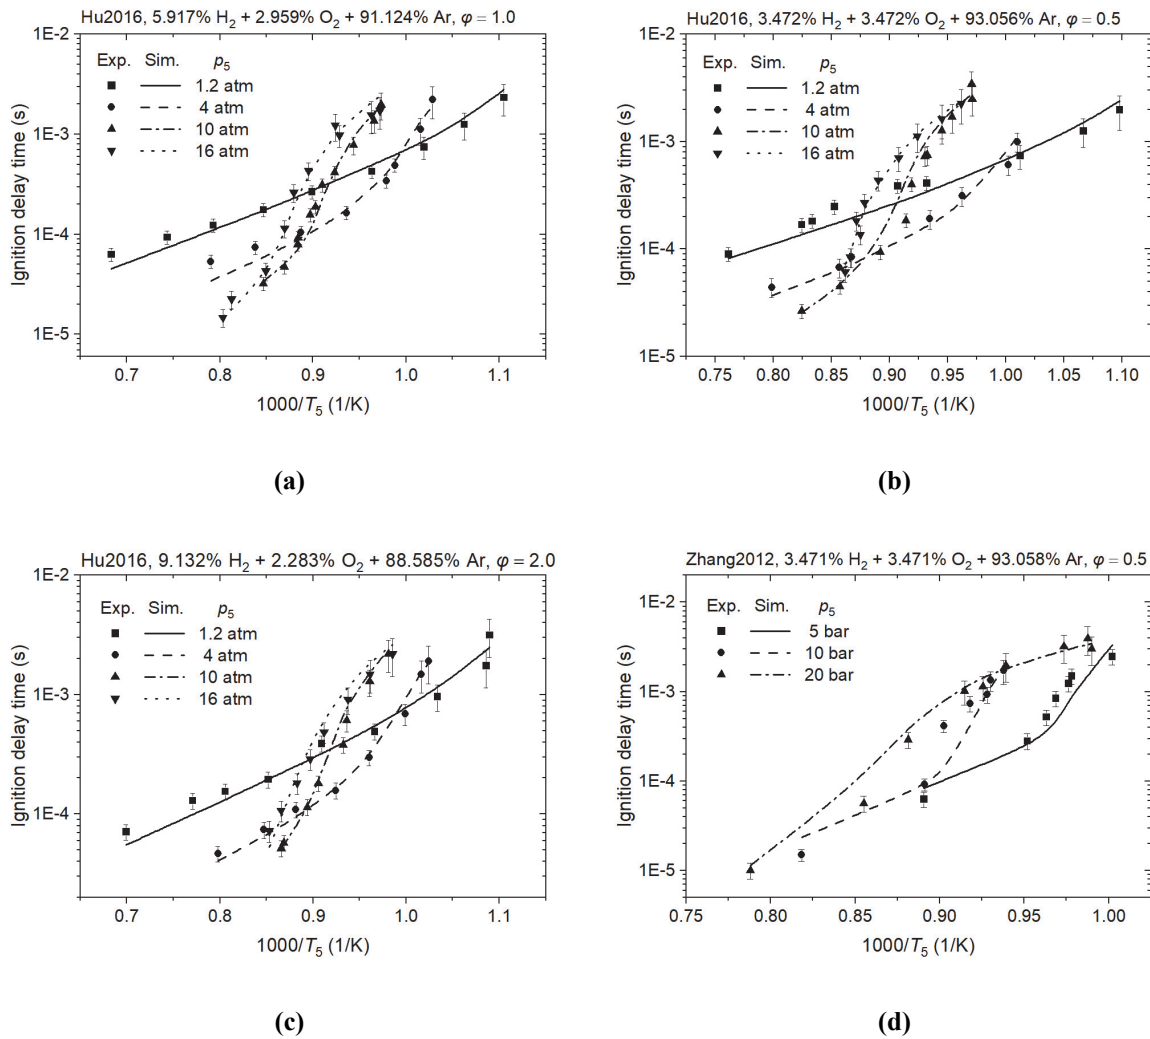 Hu2016, 5.917% H₂ + 2.959% O₂ + 91.124% Ar, φ = 1.0
1E-2
Exp. Sim. p₅
1.2 atm
4 atm
1E-3
10 atm
16 atm
1E-4
1E-5
Ignition delay time (s)
0.7 0.8 0.9 1.0 1.1
1000/T₅ (1/K)
(a)
Hu2016, 3.472% H₂ + 3.472% O₂ + 93.056% Ar, φ = 0.5
1E-2
Exp. Sim. p₅
1.2 atm
4 atm
10 atm
1E-3
16 atm
1E-4
1E-5
Ignition delay time (s)
0.75 0.80 0.85 0.90 0.95 1.00 1.05 1.10
1000/T₅ (1/K)
(b)
Hu2016, 9.132% H₂ + 2.283% O₂ + 88.585% Ar, φ = 2.0
1E-2
Exp. Sim. p₅
1.2 atm
4 atm
10 atm
1E-3
16 atm
1E-4
Ignition delay time (s)
0.7 0.8 0.9 1.0 1.1
1000/T₅ (1/K)
(c)
Zhang2012, 3.471% H₂ + 3.471% O₂ + 93.058% Ar, φ = 0.5
1E-2
Exp. Sim. p₅
5 bar
10 bar
20 bar
1E-3
1E-4
1E-5
Ignition delay time (s)
0.75 0.80 0.85 0.90 0.95 1.00
1000/T₅ (1/K)
(d)